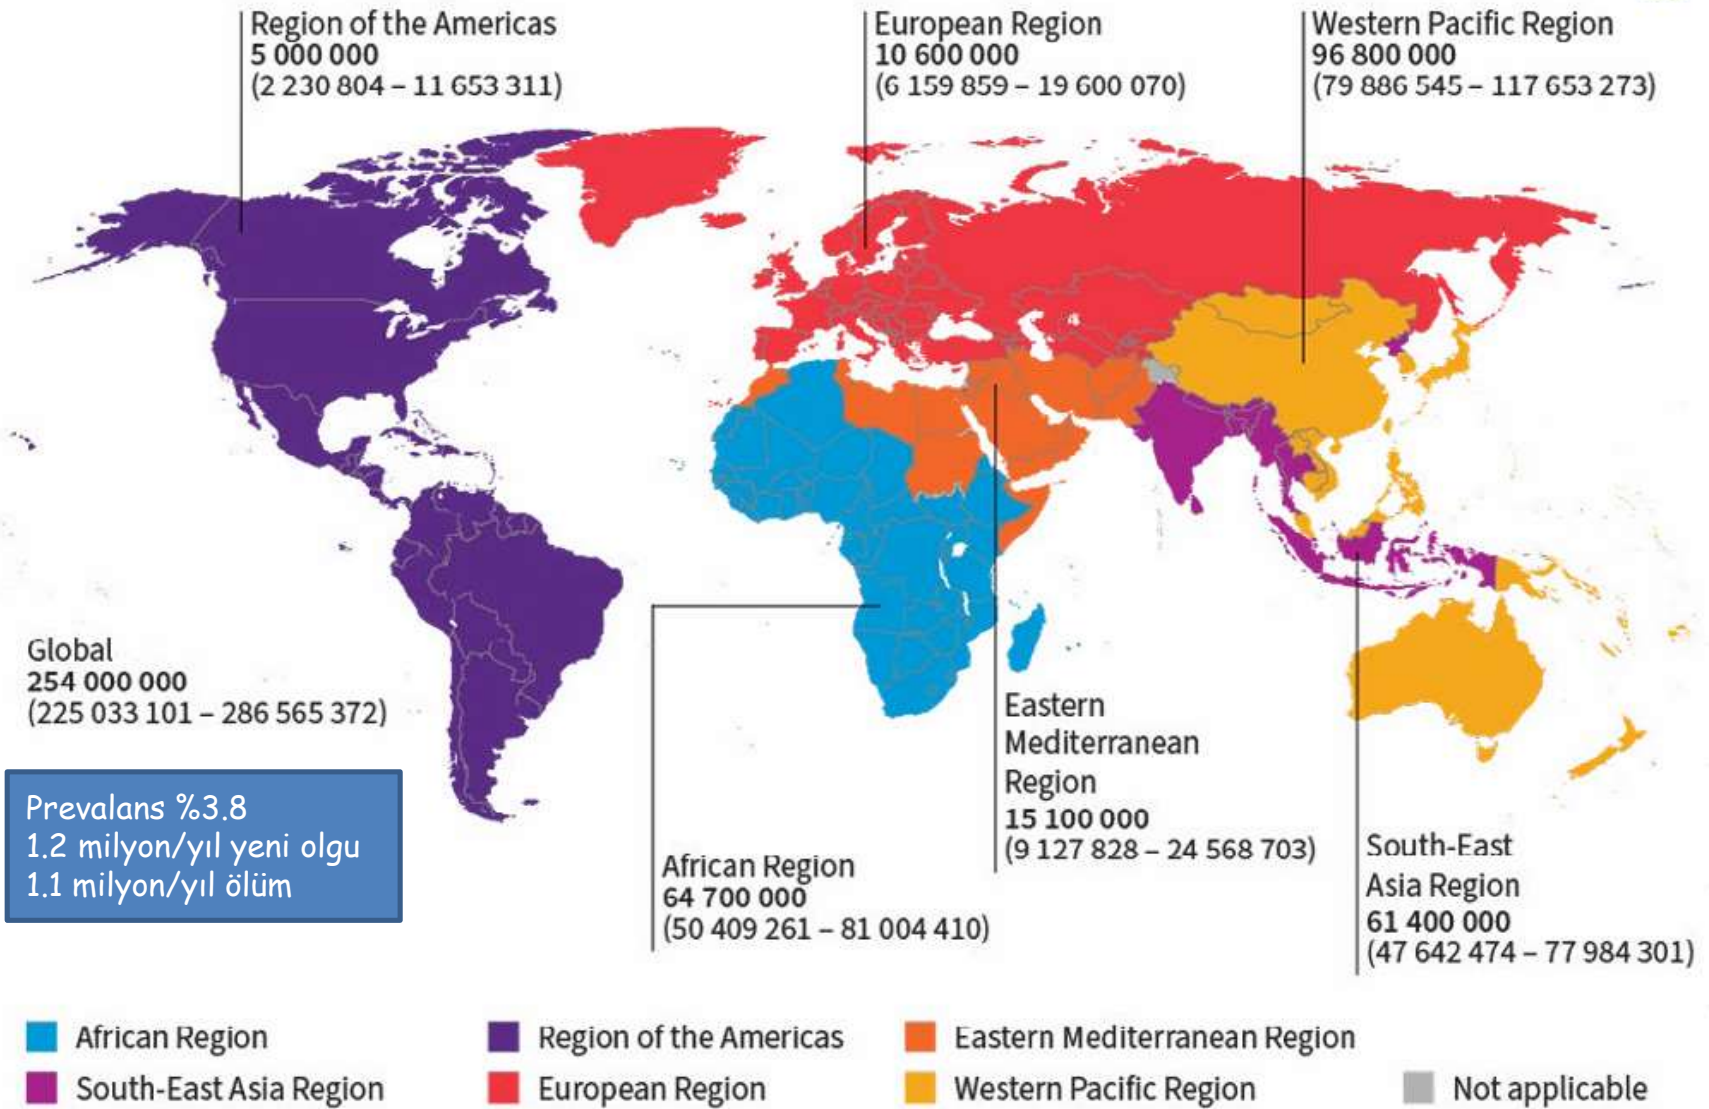 Region of the Americas
5 000 000
(2 230 804 – 11 653 311)
European Region
10 600 000
(6 159 859 – 19 600 070)
Western Pacific Region
96 800 000
(79 886 545 – 117 653 273)
Global
254 000 000
(225 033 101 – 286 565 372)
Prevalans %3.8
1.2 milyon/yıl yeni olgu
1.1 milyon/yıl ölüm
African Region
64 700 000
(50 409 261 – 81 004 410)
Eastern
Mediterranean
Region
15 100 000
(9 127 828 – 24 568 703)
South-East
Asia Region
61 400 000
(47 642 474 – 77 984 301)
African Region
Region of the Americas
Eastern Mediterranean Region
South-East Asia Region
European Region
Western Pacific Region
Not applicable